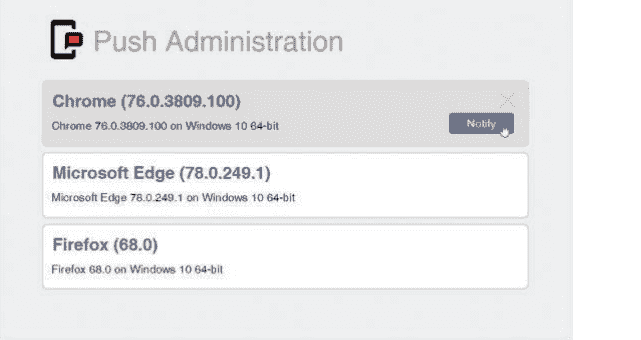 Push Administration
Chrome (76.0.3809.100)
Chrome 76.0.3809.100 on Windows 10 64-bit
Notify
Microsoft Edge (78.0.249.1)
Microsoft Edge 78.0.249.1 on Windows 10 64-bit
Firefox (68.0)
Firefox 68.0 on Windows 10 64-bit